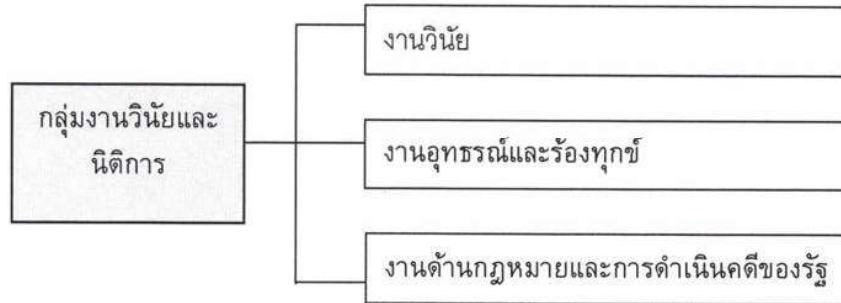 งานวินัย
กลุ่มงานวินัยและ
นิติการ
งานอุทธรณ์และร้องทุกข์
งานด้านกฎหมายและการดำเนินคดีของรัฐ